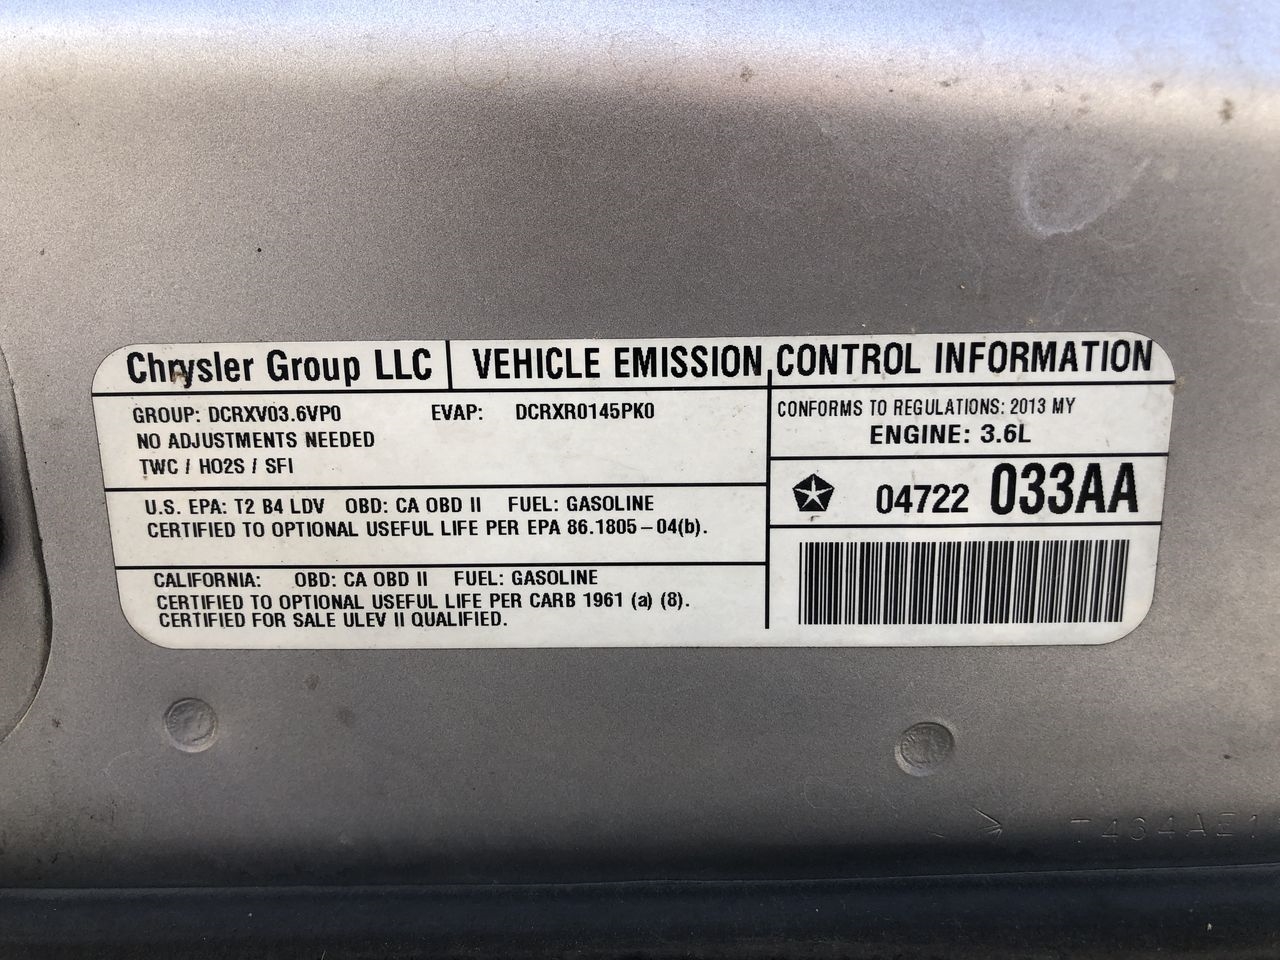 Chrysler Group LLC VEHICLE EMISSION CONTROL INFORMATION
GROUP: DCRXV03.6VP0 EVAP: DCRXR0145PK0
NO ADJUSTMENTS NEEDED
TWC / HO2S / SFI
U.S. EPA: T2 B4 LDV OBD: CA OBD II FUEL: GASOLINE
CERTIFIED TO OPTIONAL USEFUL LIFE PER EPA 86.1805-04(b).
CALIFORNIA: OBD: CA OBD II FUEL: GASOLINE
CERTIFIED TO OPTIONAL USEFUL LIFE PER CARB 1961 (a) (8).
CERTIFIED FOR SALE ULEV II QUALIFIED.
CONFORMS TO REGULATIONS: 2013 MY
ENGINE: 3.6L
04722 033AA